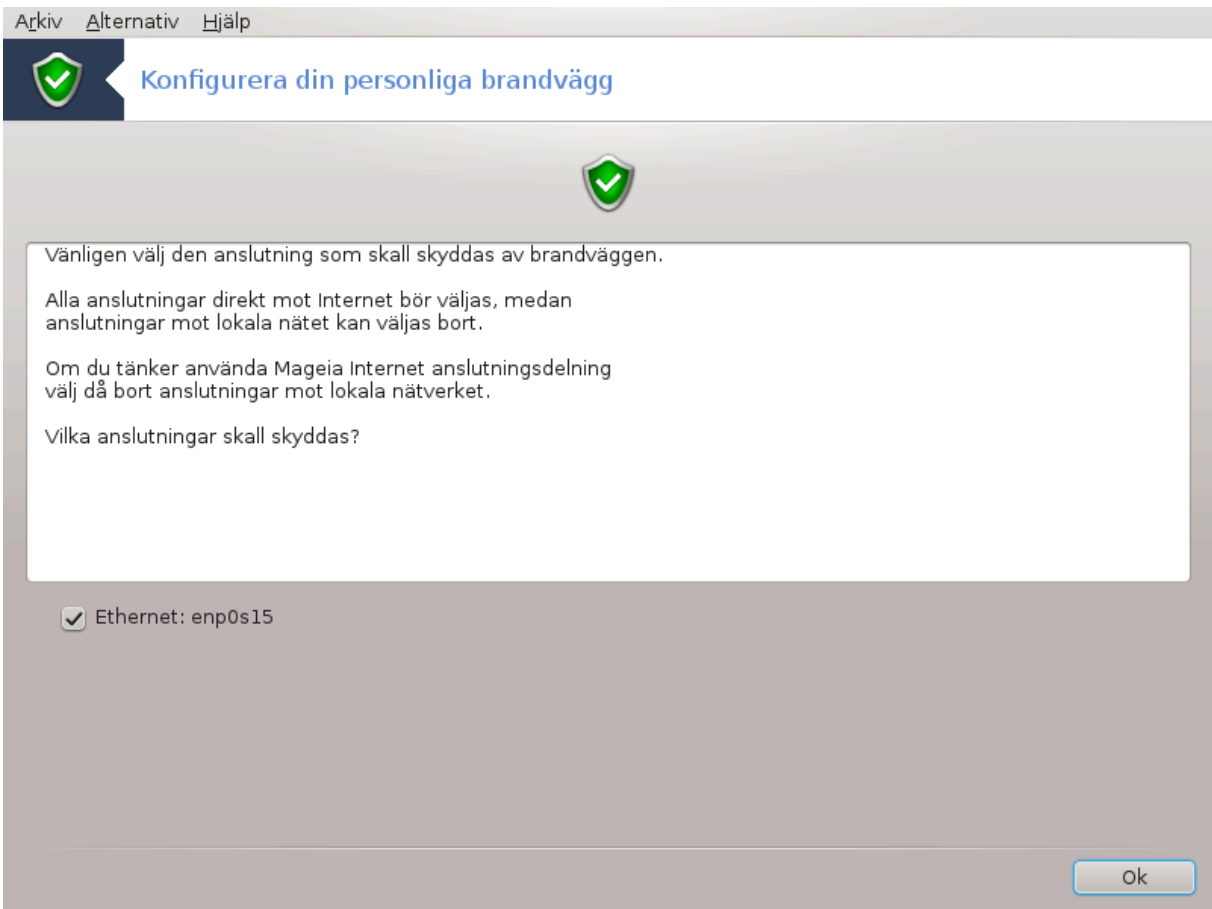 Arkiv Alternativ Hjälp
Konfigurera din personliga brandvägg
Vänligen välj den anslutning som skall skyddas av brandväggen.
Alla anslutningar direkt mot Internet bör väljas, medan
anslutningar mot lokala nätet kan väljas bort.
Om du tänker använda Mageia Internet anslutningsdelning
välj då bort anslutningar mot lokala nätverket.
Vilka anslutningar skall skyddas?
Ethernet: enp0s15
Ok